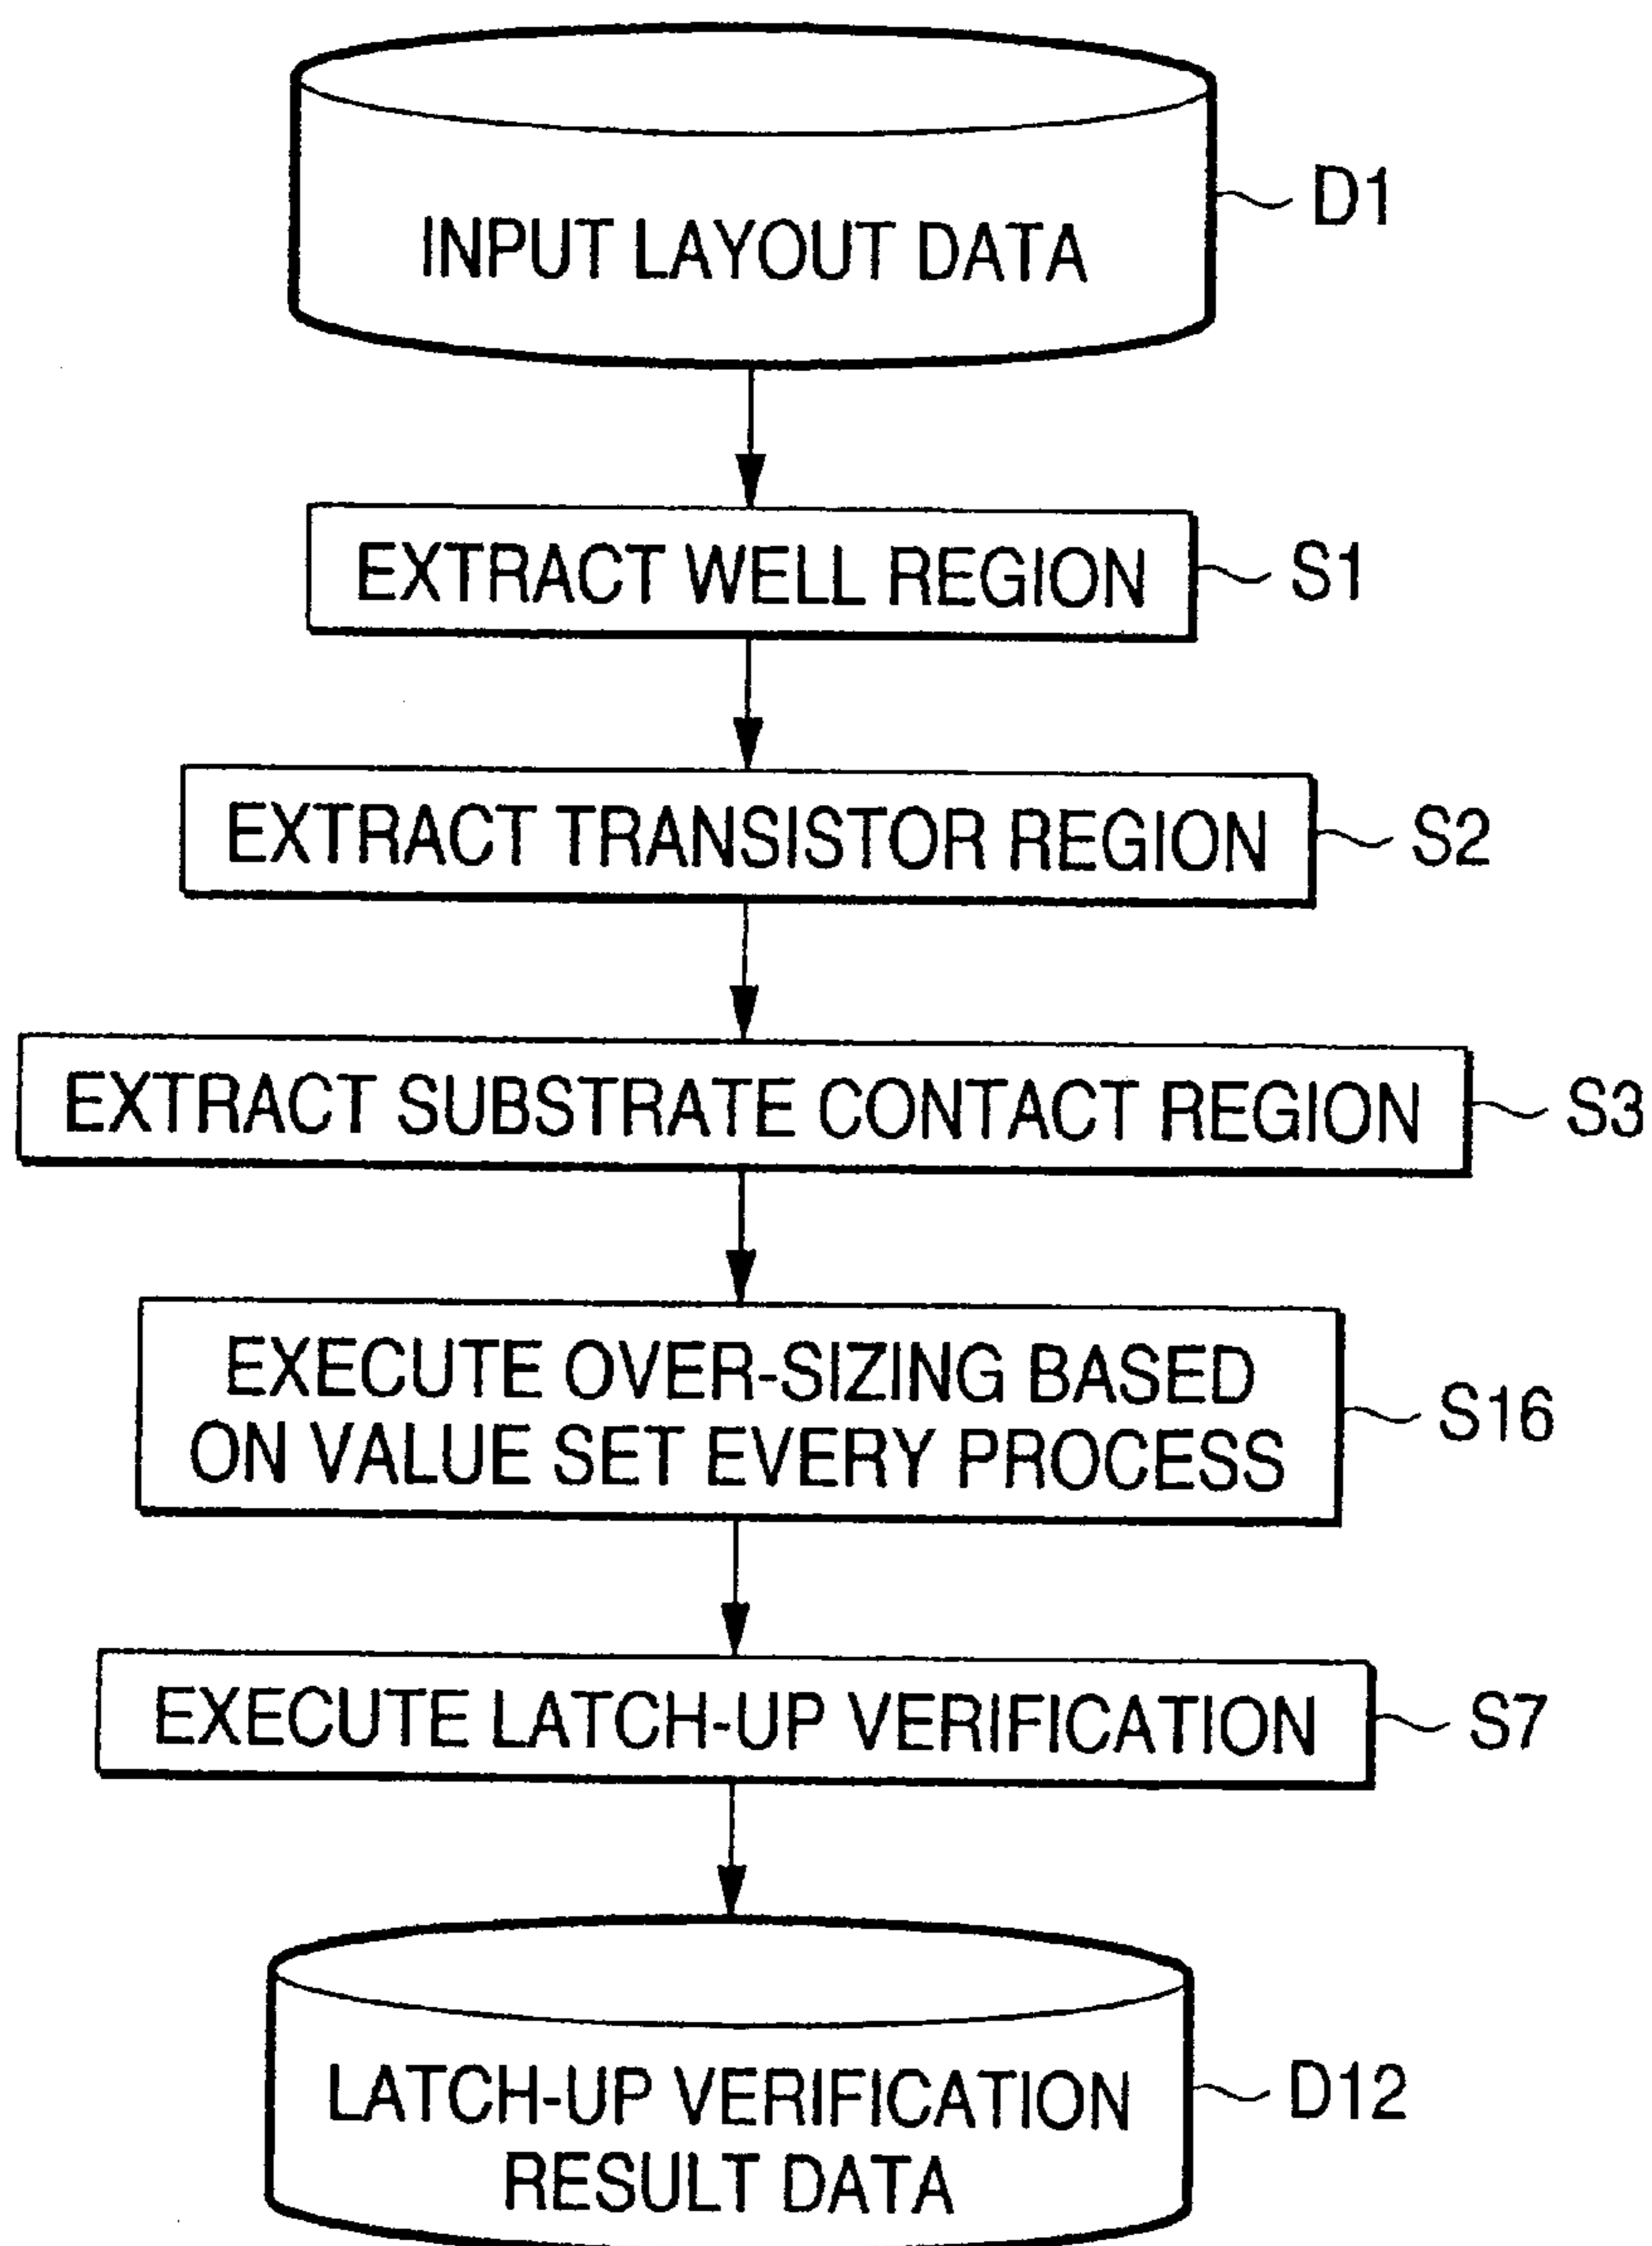 INPUT LAYOUT DATA
D1
EXTRACT WELL REGION
S1
EXTRACT TRANSISTOR REGION
S2
EXTRACT SUBSTRATE CONTACT REGION
S3
EXECUTE OVER-SIZING BASED
ON VALUE SET EVERY PROCESS
S16
EXECUTE LATCH-UP VERIFICATION
S7
LATCH-UP VERIFICATION
RESULT DATA
D12